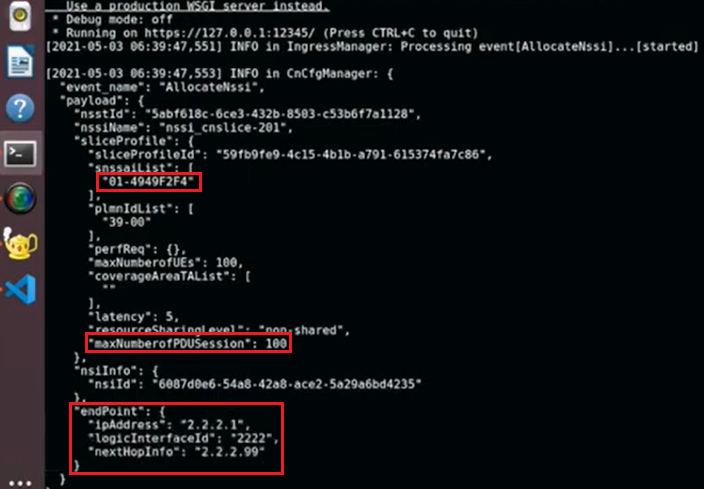 Use a production WSGI server instead.
* Debug mode: off
* Running on https://127.0.0.1:12345/ (Press CTRL+C to quit)
[2021-05-03 06:39:47,551] INFO in IngressManager: Processing event[AllocateNssi]...[started]
[2021-05-03 06:39:47,553] INFO in CnCfgManager: {
"event_name": "AllocateNssi",
"payload": {
"nsstId": "5abf618c-6ce3-432b-8503-c53b6f7a1128",
"nssiName": "nssi_cnslice-201",
"sliceProfile": {
"sliceProfileId": "59fb9fe9-4c15-4b1b-a791-615374fa7c86",
"snssaiList": [
"01-4949F2F4"
],
"plmnIdList": [
"39-00"
],
"perfReq": {},
"maxNumberofUEs": 100,
"coverageAreaTAList": [
""
],
"latency": 5,
"resourceSharingLevel": "non-shared",
"maxNumberofPDUSession": 100
},
"nsiInfo": {
"nsiId": "6087d0e6-54a8-42a8-ace2-5a29a6bd4235"
},
"endPoint": {
"ipAddress": "2.2.2.1",
"logicInterfaceId": "2222",
"nextHopInfo": "2.2.2.99"
}
}